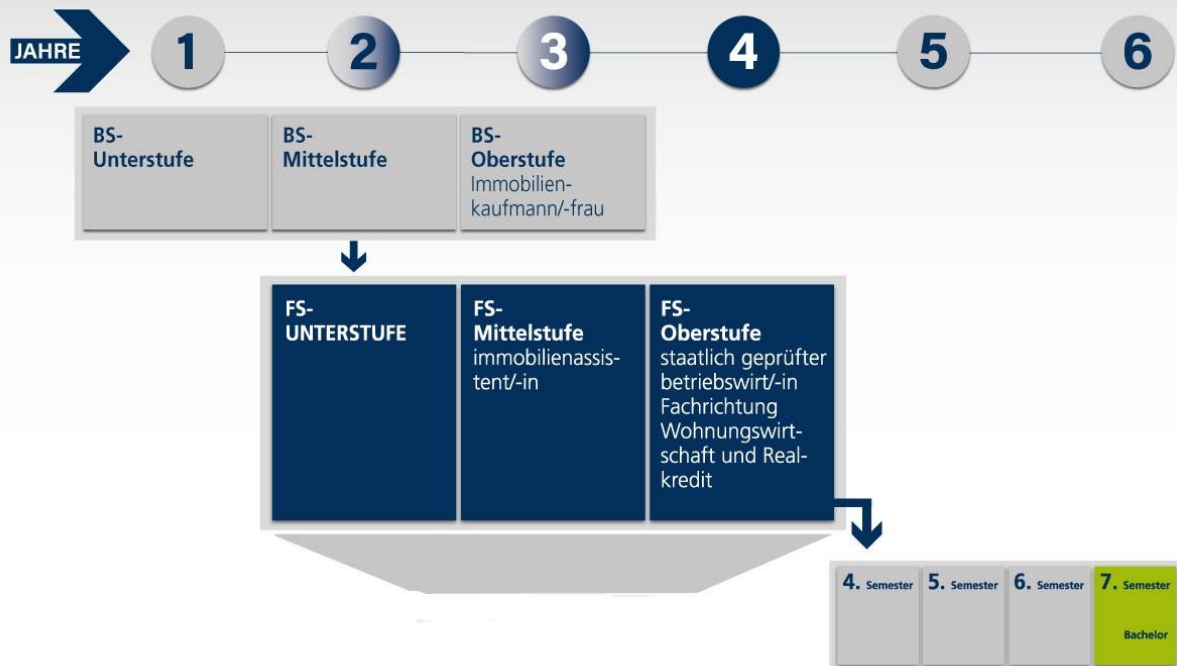 JAHRE
1 2 3 4 5 6
BS-
Unterstufe
BS-
Mittelstufe
BS-
Oberstufe
Immobilien-
kaufmann/-frau
FS-
UNTERSTUFE
FS-
Mittelstufe
immobilienassis-
tent/-in
FS-
Oberstufe
staatlich geprüfter
betriebswirt/-in
Fachrichtung
Wohnungswirt-
schaft und Real-
kredit
4. Semester
5. Semester
6. Semester
7. Semester
Bachelor